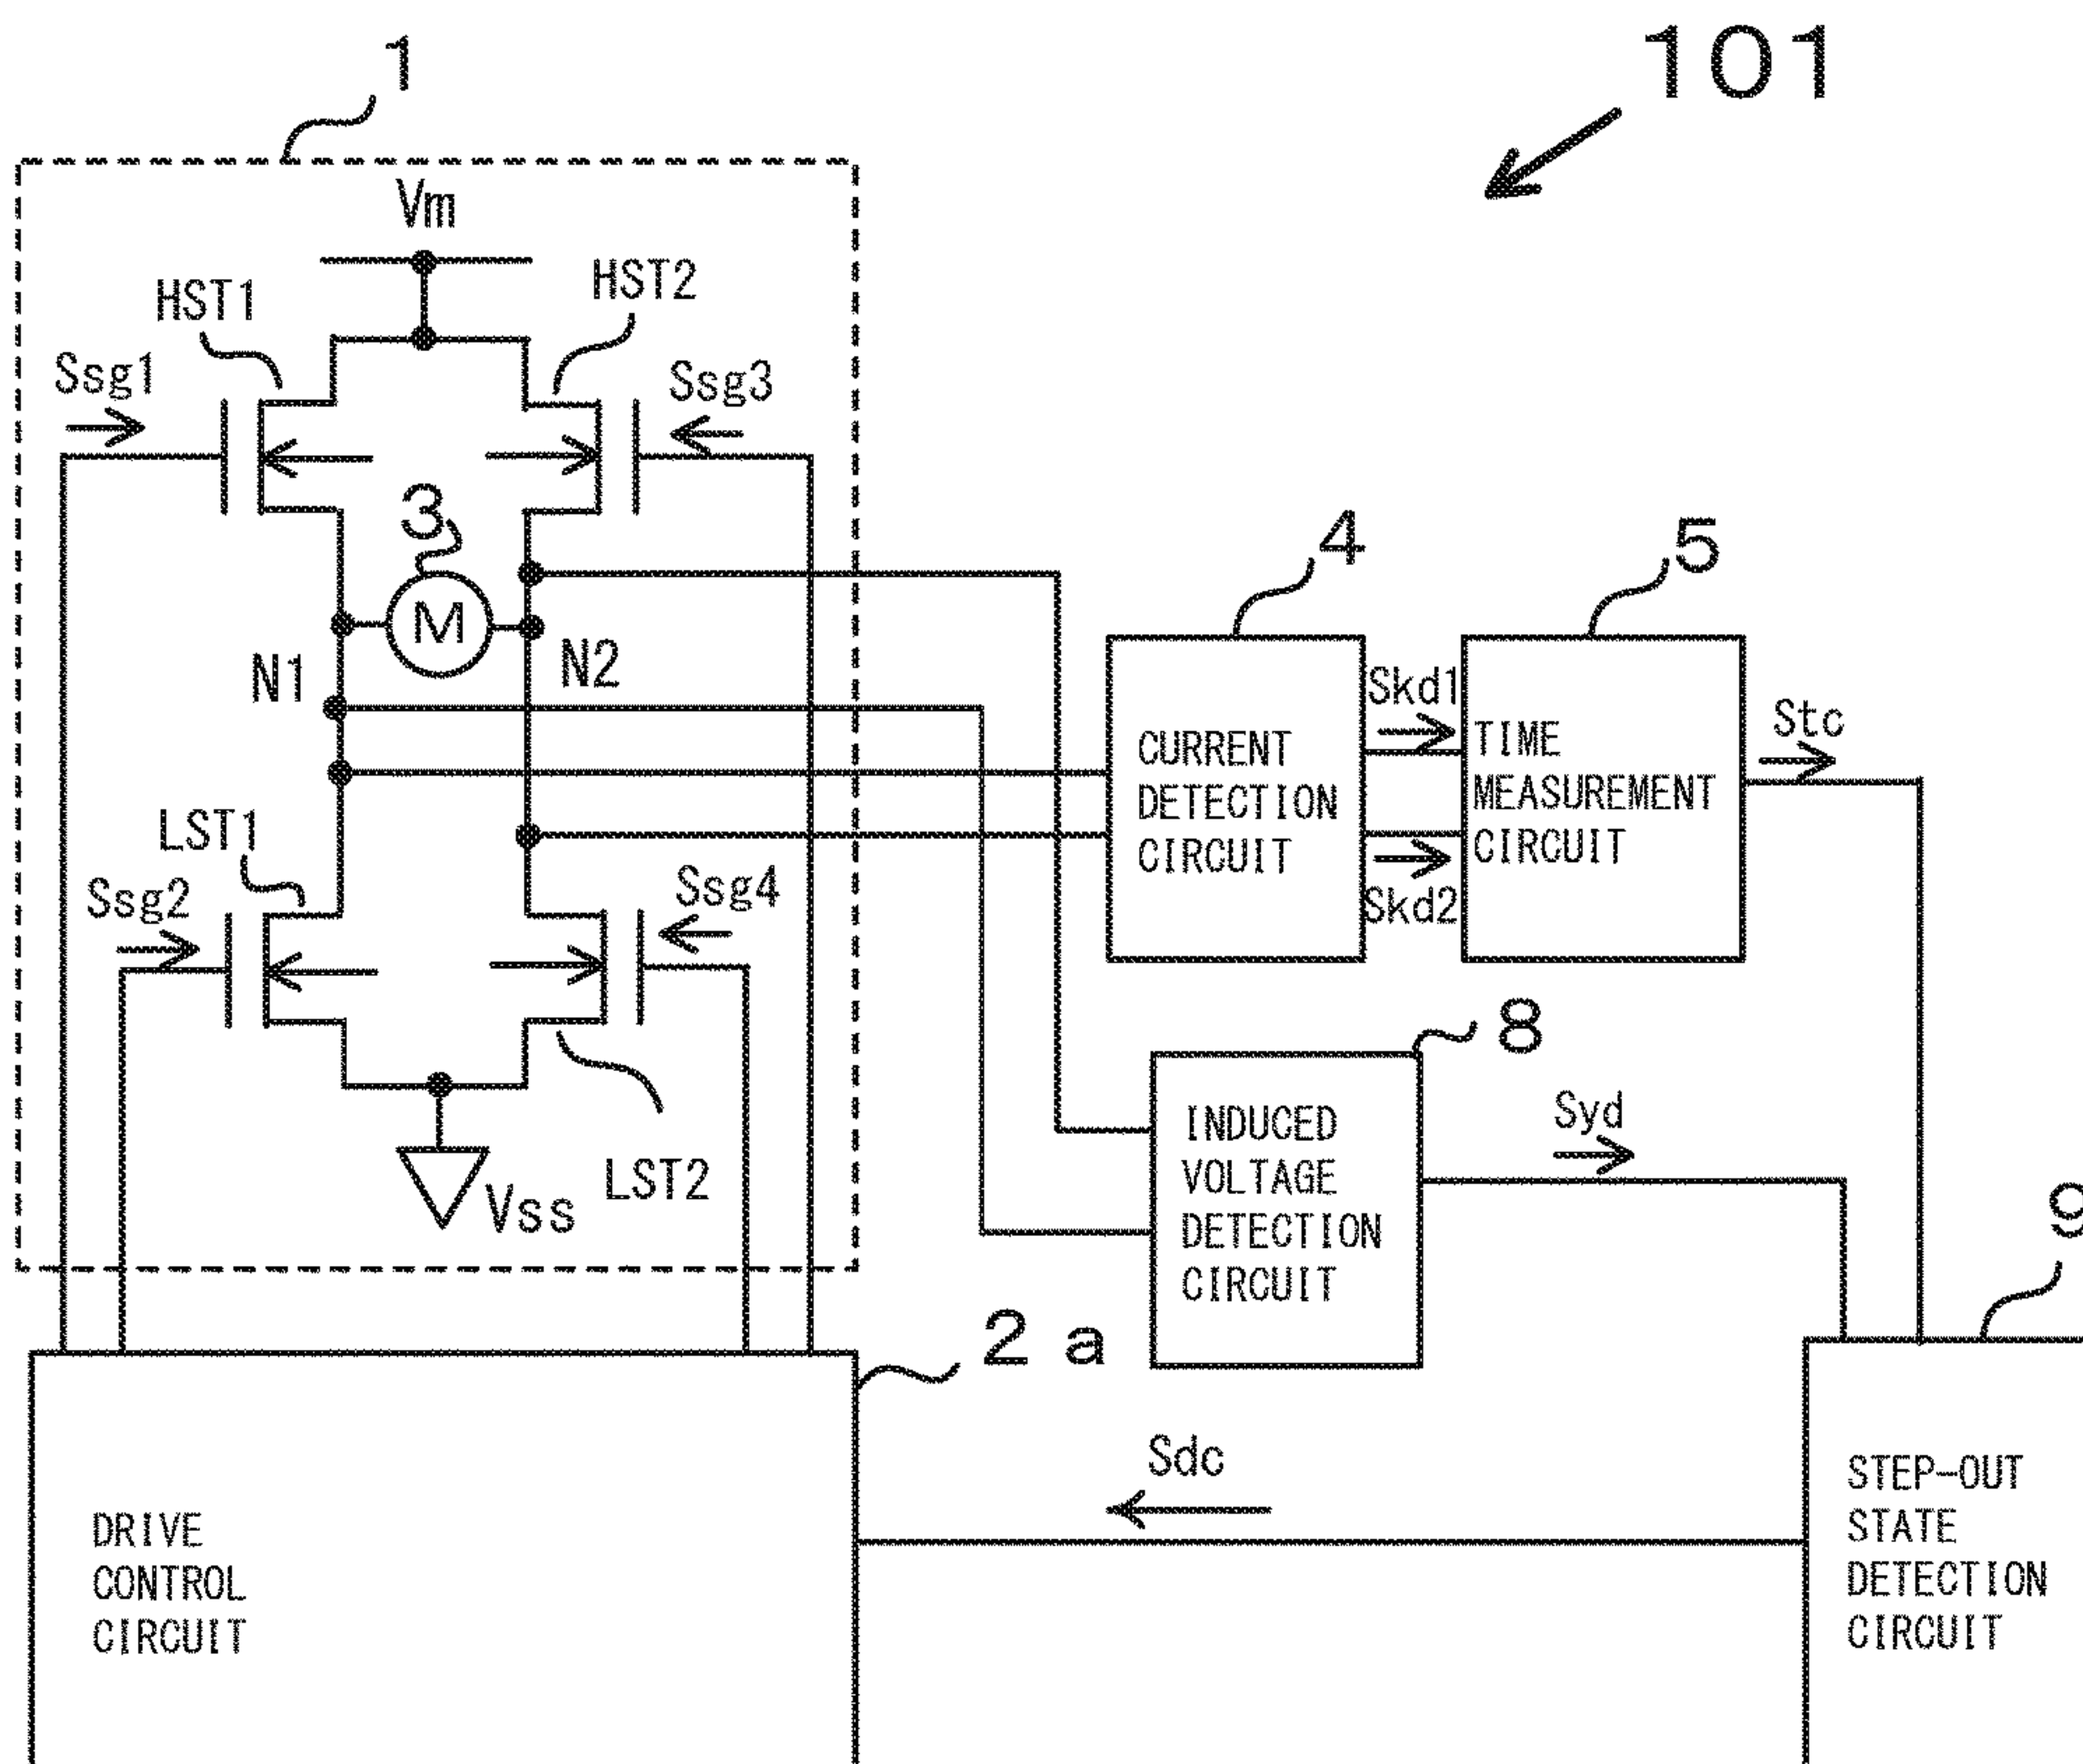 101
1
Vm
HST1
HST2
Ssg1
Ssg3
3
M
N1
N2
4
5
CURRENT
DETECTION
CIRCUIT
Skd1
Skd2
TIME
MEASUREMENT
CIRCUIT
Stc
LST1
Ssg2
Ssg4
LST2
Vss
8
INDUCED
VOLTAGE
DETECTION
CIRCUIT
Syd
9
2a
Sdc
DRIVE
CONTROL
CIRCUIT
STEP-OUT
STATE
DETECTION
CIRCUIT